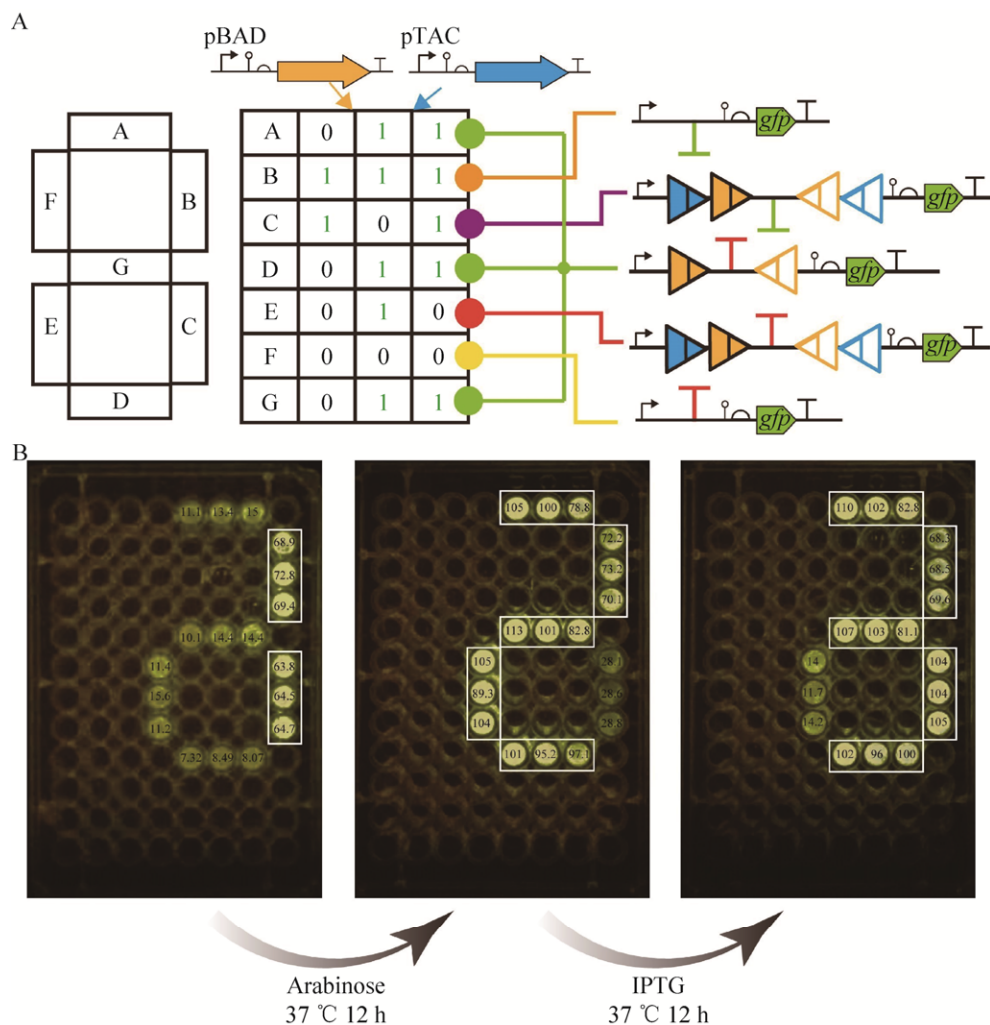 A
pBAD
pTAC
A
F
B
G
E
C
D
A 0 1 1
B 1 1 1
C 1 0 1
D 0 1 1
E 0 1 0
F 0 0 0
G 0 1 1
gfp
gfp
gfp
gfp
gfp
B
11.1 13.4 15
68.9
72.8
69.4
10.1 14.4 14.4
11.4 63.8
15.6 64.5
11.2 64.7
7.32 8.49 8.07
105 100 78.8
72.2
73.2
70.1
113 101 82.8
105 28.1
89.3 28.6
104 28.8
101 95.2 97.1
110 102 82.8
68.3
68.5
69.6
107 103 81.1
14 104
11.7 104
14.2 105
102 96 100
Arabinose
37 ℃ 12 h
IPTG
37 ℃ 12 h